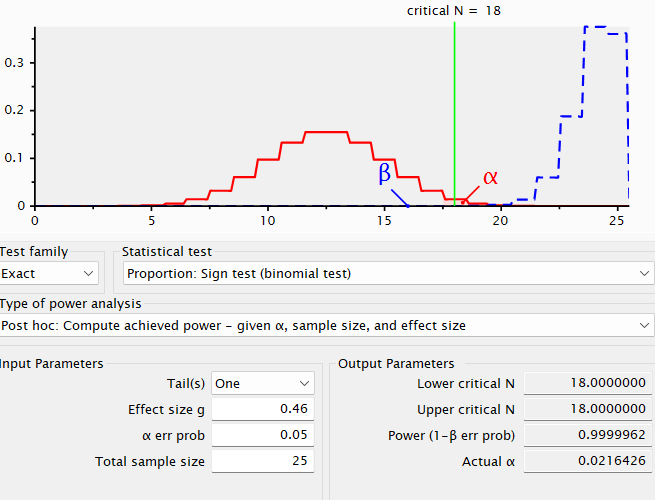 critical N = 18
0.3
0.2
0.1
0
β
α
0 5 10 15 20 25
Test family Statistical test
Exact Proportion: Sign test (binomial test)
Type of power analysis
Post hoc: Compute achieved power – given α, sample size, and effect size
Input Parameters Output Parameters
Tail(s) One Lower critical N 18.0000000
Effect size g 0.46 Upper critical N 18.0000000
α err prob 0.05 Power (1-β err prob) 0.9999962
Total sample size 25 Actual α 0.0216426